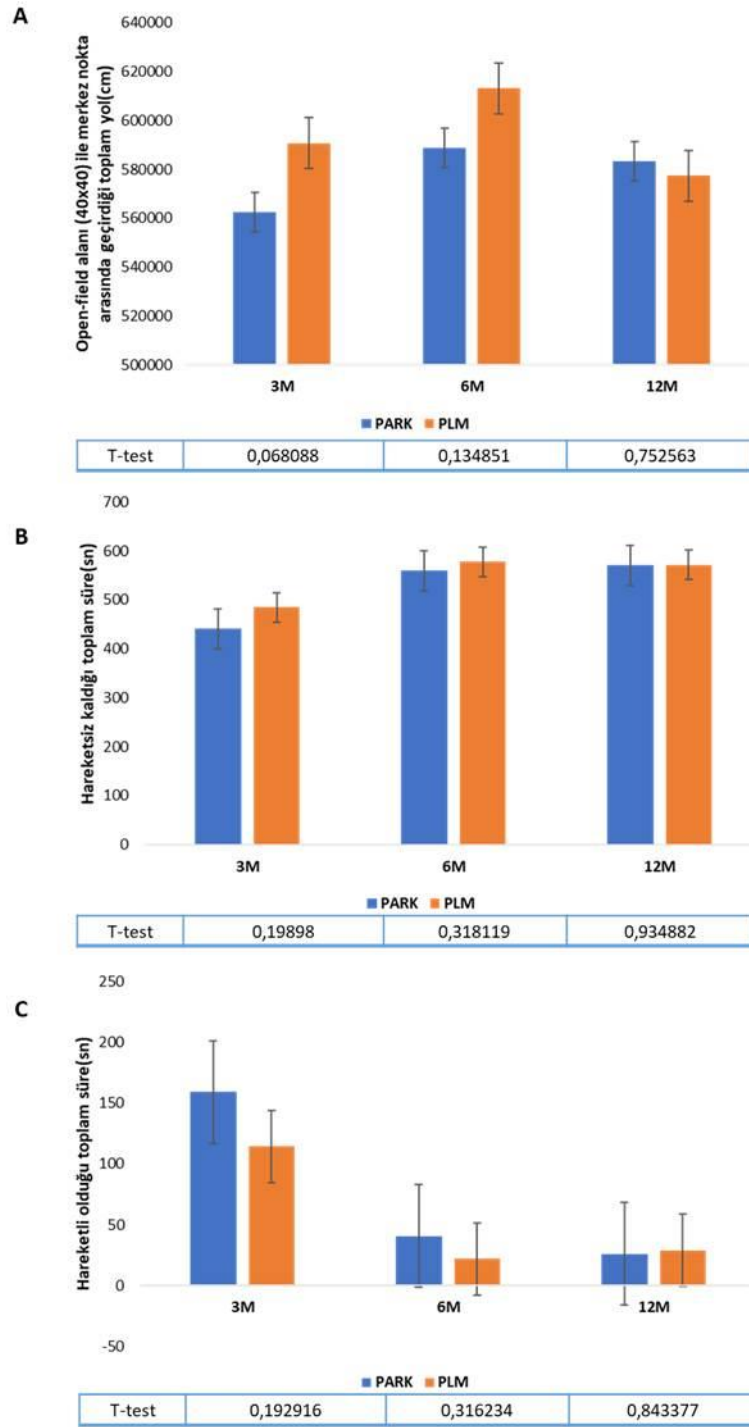 A
Open-field alanı (40x40) ile merkez nokta
arasında geçirdiği toplam yol(cm)
640000
620000
600000
580000
560000
540000
520000
500000
3M 6M 12M
PARK PLM
T-test 0,068088 0,134851 0,752563
B
Hareketsiz kaldığı toplam süre(sn)
700
600
500
400
300
200
100
0
3M 6M 12M
PARK PLM
T-test 0,19898 0,318119 0,934882
C
Hareketli olduğu toplam süre(sn)
250
200
150
100
50
0
-50
3M 6M 12M
PARK PLM
T-test 0,192916 0,316234 0,843377